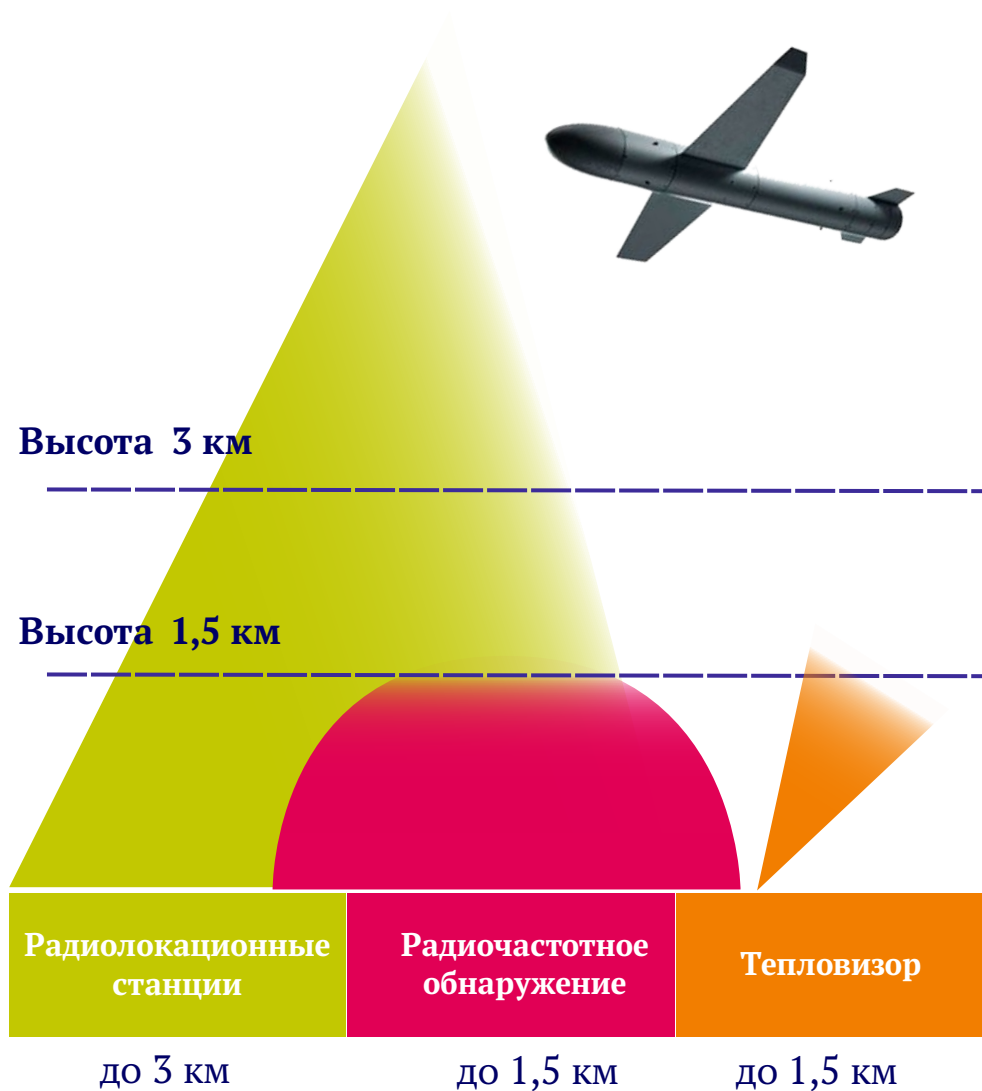 Высота 3 км
Высота 1,5 км
Радиолокационные
станции
Радиочастотное
обнаружение
Тепловизор
до 3 км
до 1,5 км
до 1,5 км